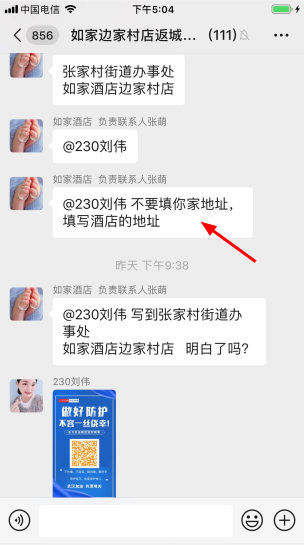 中国电信 下午5:04
856 如家边家村店返城... (111)
张家村街道办事处
如家酒店边家村店
如家酒店 负责联系人张萌
@230刘伟
如家酒店 负责联系人张萌
@230刘伟 不要填你家地址,
填写酒店的地址
昨天 下午9:38
如家酒店 负责联系人张萌
@230刘伟 写到张家村街道办
事处
如家酒店边家村店 明白了吗?
230刘伟
做好防护
不容一丝侥幸!